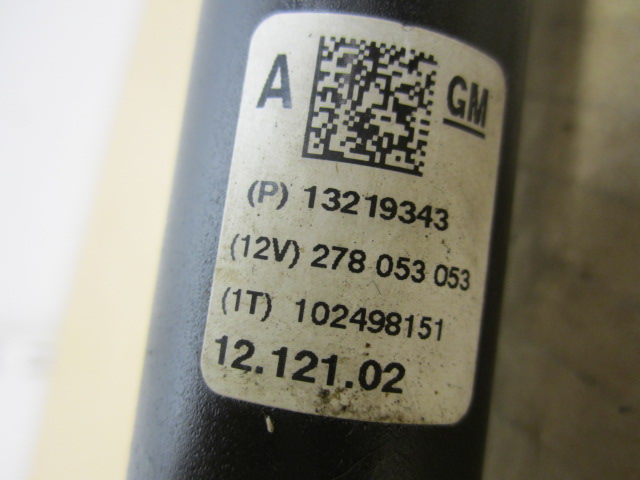 A GM
(P) 13219343
(12V) 278 053 053
(1T) 102498151
12.121.02